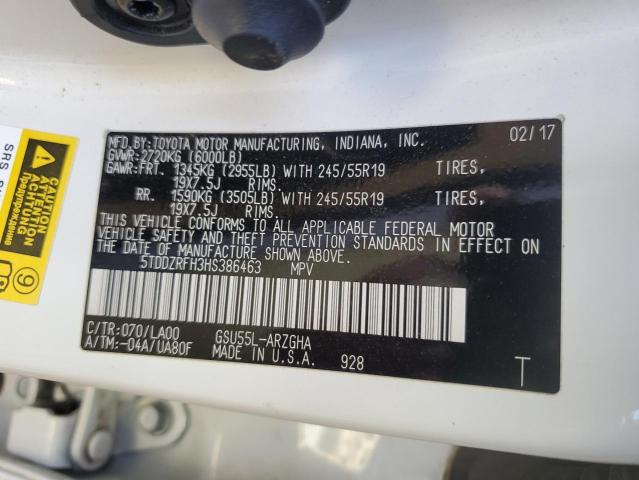 MFD.BY:TOYOTA MOTOR MANUFACTURING, INDIANA, INC. 02/17
GVWR:2720KG (6000LB)
GAWR:FRT. 1345KG (2955LB) WITH 245/55R19 TIRES,
19X7.5J RIMS.
RR. 1590KG (3505LB) WITH 245/55R19 TIRES,
19X7.5J RIMS.
THIS VEHICLE CONFORMS TO ALL APPLICABLE FEDERAL MOTOR
VEHICLE SAFETY AND THEFT PREVENTION STANDARDS IN EFFECT ON
THE DATE OF MANUFACTURE SHOWN ABOVE.
5TDDZRFH3HS386463 MPV
C/TR:070/LA00 GSU55L-ARZGHA
A/TM:-04A/UA80F MADE IN U.S.A. 928
T
SRS
ATTENTION
ACHTUNG
Предупреждение
9